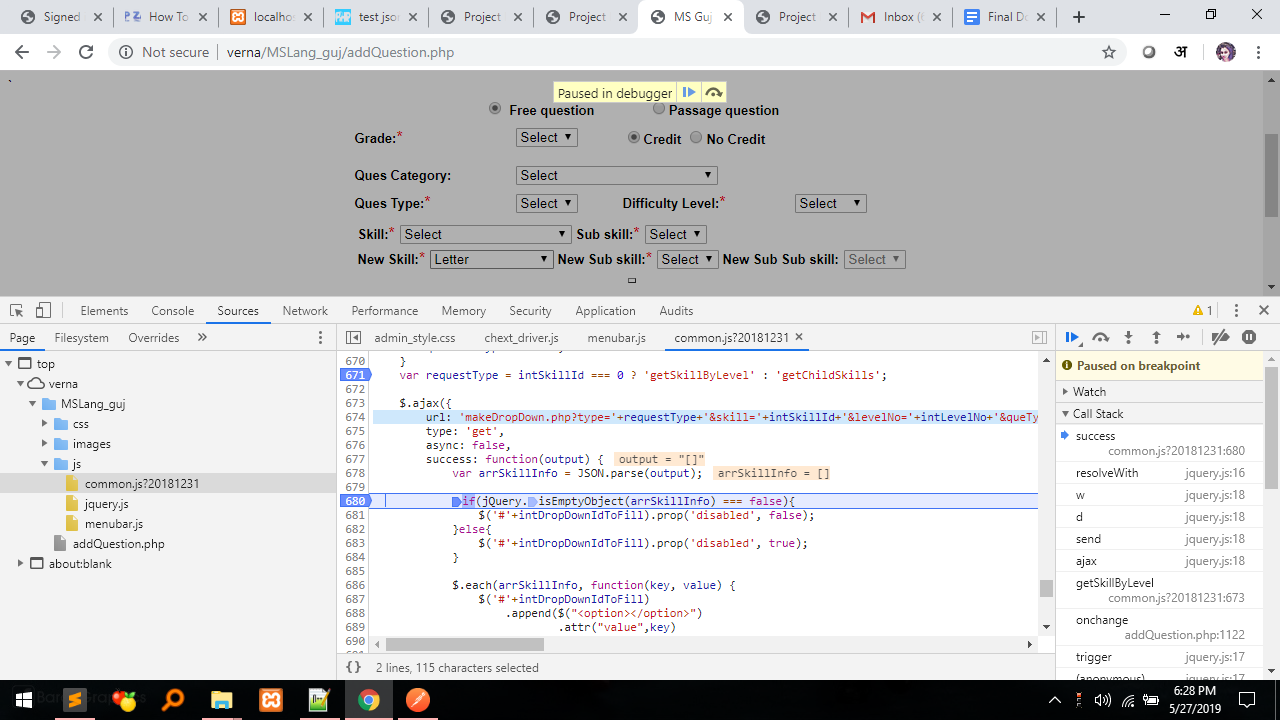 Signed
How To
localhos
test json
Project
Project
MS Guj
Project
Inbox (
Final Do
Not secure verna/MSLang_guj/addQuestion.php
Paused in debugger
Free question Passage question
Grade:* Select Credit No Credit
Ques Category: Select
Ques Type:* Select Difficulty Level:* Select
Skill:* Select Sub skill:* Select
New Skill:* Letter New Sub skill:* Select New Sub Sub skill: Select
Elements Console Sources Network Performance Memory Security Application Audits 1
Page Filesystem Overrides »
top
verna
MSLang_guj
css
images
js
common.js?20181231
jquery.js
menubar.js
addQuestion.php
about:blank
admin_style.css chext_driver.js menubar.js common.js?20181231
670 }
671 var requestType = intSkillId === 0 ? 'getSkillByLevel' : 'getChildSkills';
672
673 $.ajax({
674 url: 'makeDropDown.php?type='+requestType+'&skill='+intSkillId+'&levelNo='+intLevelNo+'&queTy
675 type: 'get',
676 async: false,
677 success: function(output) { output = "[]"
678 var arrSkillInfo = JSON.parse(output); arrSkillInfo = []
679
680 if(jQuery.isEmptyObject(arrSkillInfo) === false){
681 $('#'+intDropDownIdToFill).prop('disabled', false);
682 }else{
683 $('#'+intDropDownIdToFill).prop('disabled', true);
684 }
685
686 $.each(arrSkillInfo, function(key, value) {
687 $('#'+intDropDownIdToFill)
688 .append($("<option></option>")
689 .attr("value",key)
690
{} 2 lines, 115 characters selected
Paused on breakpoint
Watch
Call Stack
success
common.js?20181231:680
resolveWith jquery.js:16
w jquery.js:18
d jquery.js:18
send jquery.js:18
ajax jquery.js:18
getSkillByLevel
common.js?20181231:673
onchange
addQuestion.php:1122
trigger jquery.js:17
(anonymous) jquery.js:17
6:28 PM
5/27/2019